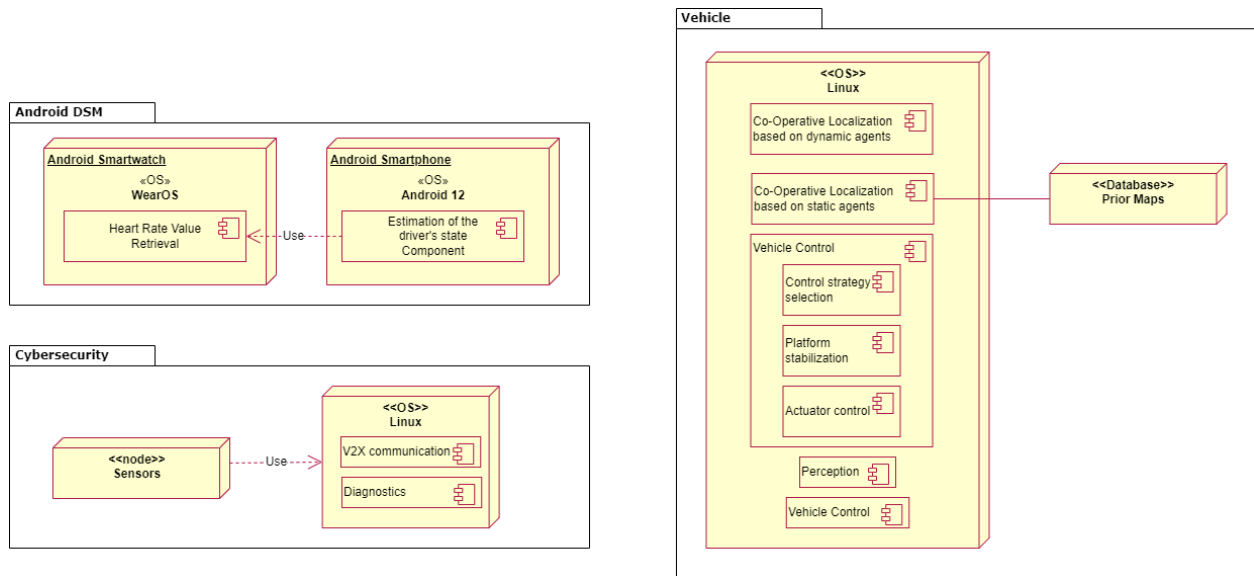 Android DSM
Android Smartwatch
«OS»
WearOS
Heart Rate Value
Retrieval
Use
Android Smartphone
«OS»
Android 12
Estimation of the
driver's state
Component
Cybersecurity
<<node>>
Sensors
Use
<<OS>>
Linux
V2X communication
Diagnostics
Vehicle
<<OS>>
Linux
Co-Operative Localization
based on dynamic agents
Co-Operative Localization
based on static agents
<<Database>>
Prior Maps
Vehicle Control
Control strategy
selection
Platform
stabilization
Actuator control
Perception
Vehicle Control